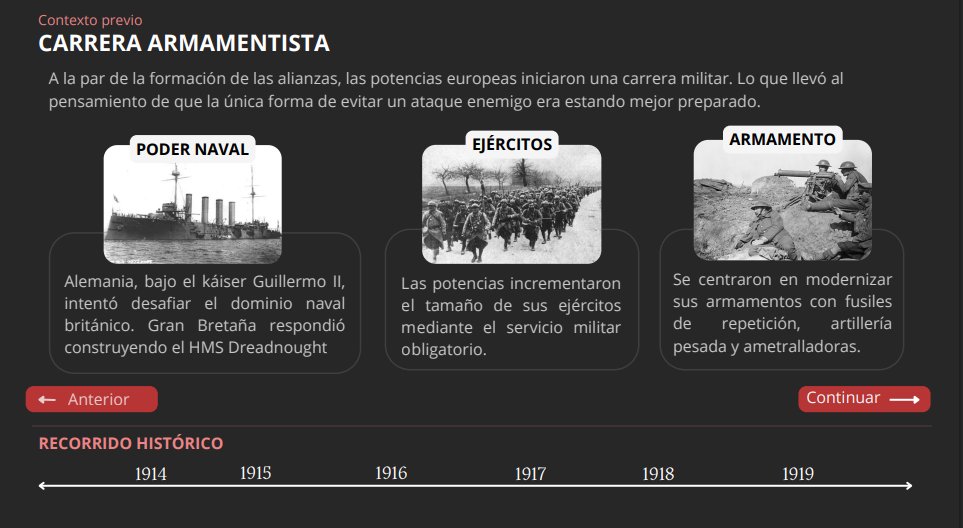 Contexto previo
CARRERA ARMAMENTISTA
A la par de la formación de las alianzas, las potencias europeas iniciaron una carrera militar. Lo que llevó al
pensamiento de que la única forma de evitar un ataque enemigo era estando mejor preparado.
PODER NAVAL
Alemania, bajo el káiser Guillermo II,
intentó desafiar el dominio naval
británico. Gran Bretaña respondió
construyendo el HMS Dreadnought
EJÉRCITOS
Las potencias incrementaron
el tamaño de sus ejércitos
mediante el servicio militar
obligatorio.
ARMAMENTO
Se centraron en modernizar
sus armamentos con fusiles
de repetición, artillería
pesada y ametralladoras.
Anterior
Continuar
RECORRIDO HISTÓRICO
1914 1915 1916 1917 1918 1919